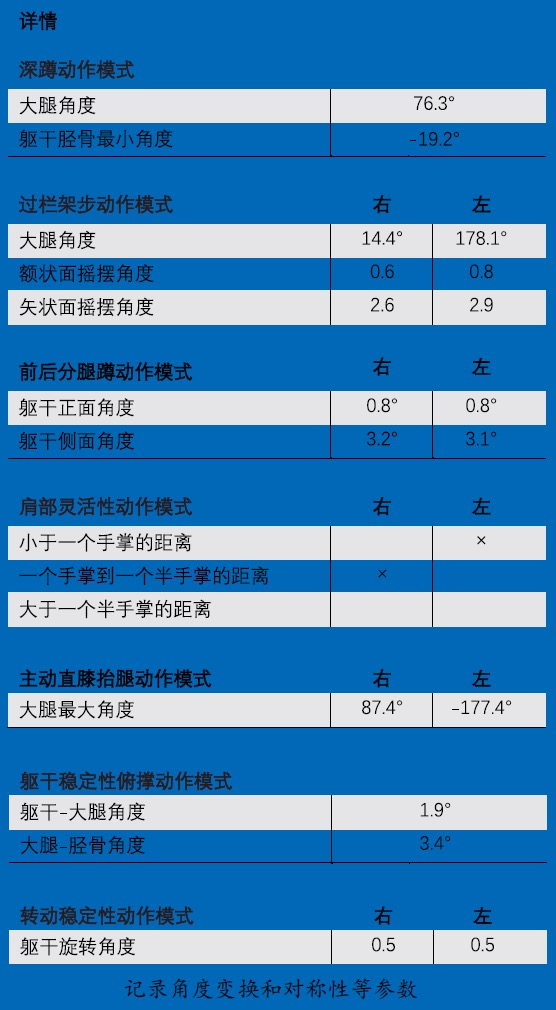 详情
深蹲动作模式
大腿角度 76.3°
躯干胫骨最小角度 -19.2°
过栏架步动作模式 右 左
大腿角度 14.4° 178.1°
额状面摇摆角度 0.6 0.8
矢状面摇摆角度 2.6 2.9
前后分腿蹲动作模式 右 左
躯干正面角度 0.8° 0.8°
躯干侧面角度 3.2° 3.1°
肩部灵活性动作模式 右 左
小于一个手掌的距离 ×
一个手掌到一个半手掌的距离 ×
大于一个半手掌的距离
主动直膝抬腿动作模式 右 左
大腿最大角度 87.4° -177.4°
躯干稳定性俯撑动作模式
躯干-大腿角度 1.9°
大腿-胫骨角度 3.4°
转动稳定性动作模式 右 左
躯干旋转角度 0.5 0.5
记录角度变换和对称性等参数